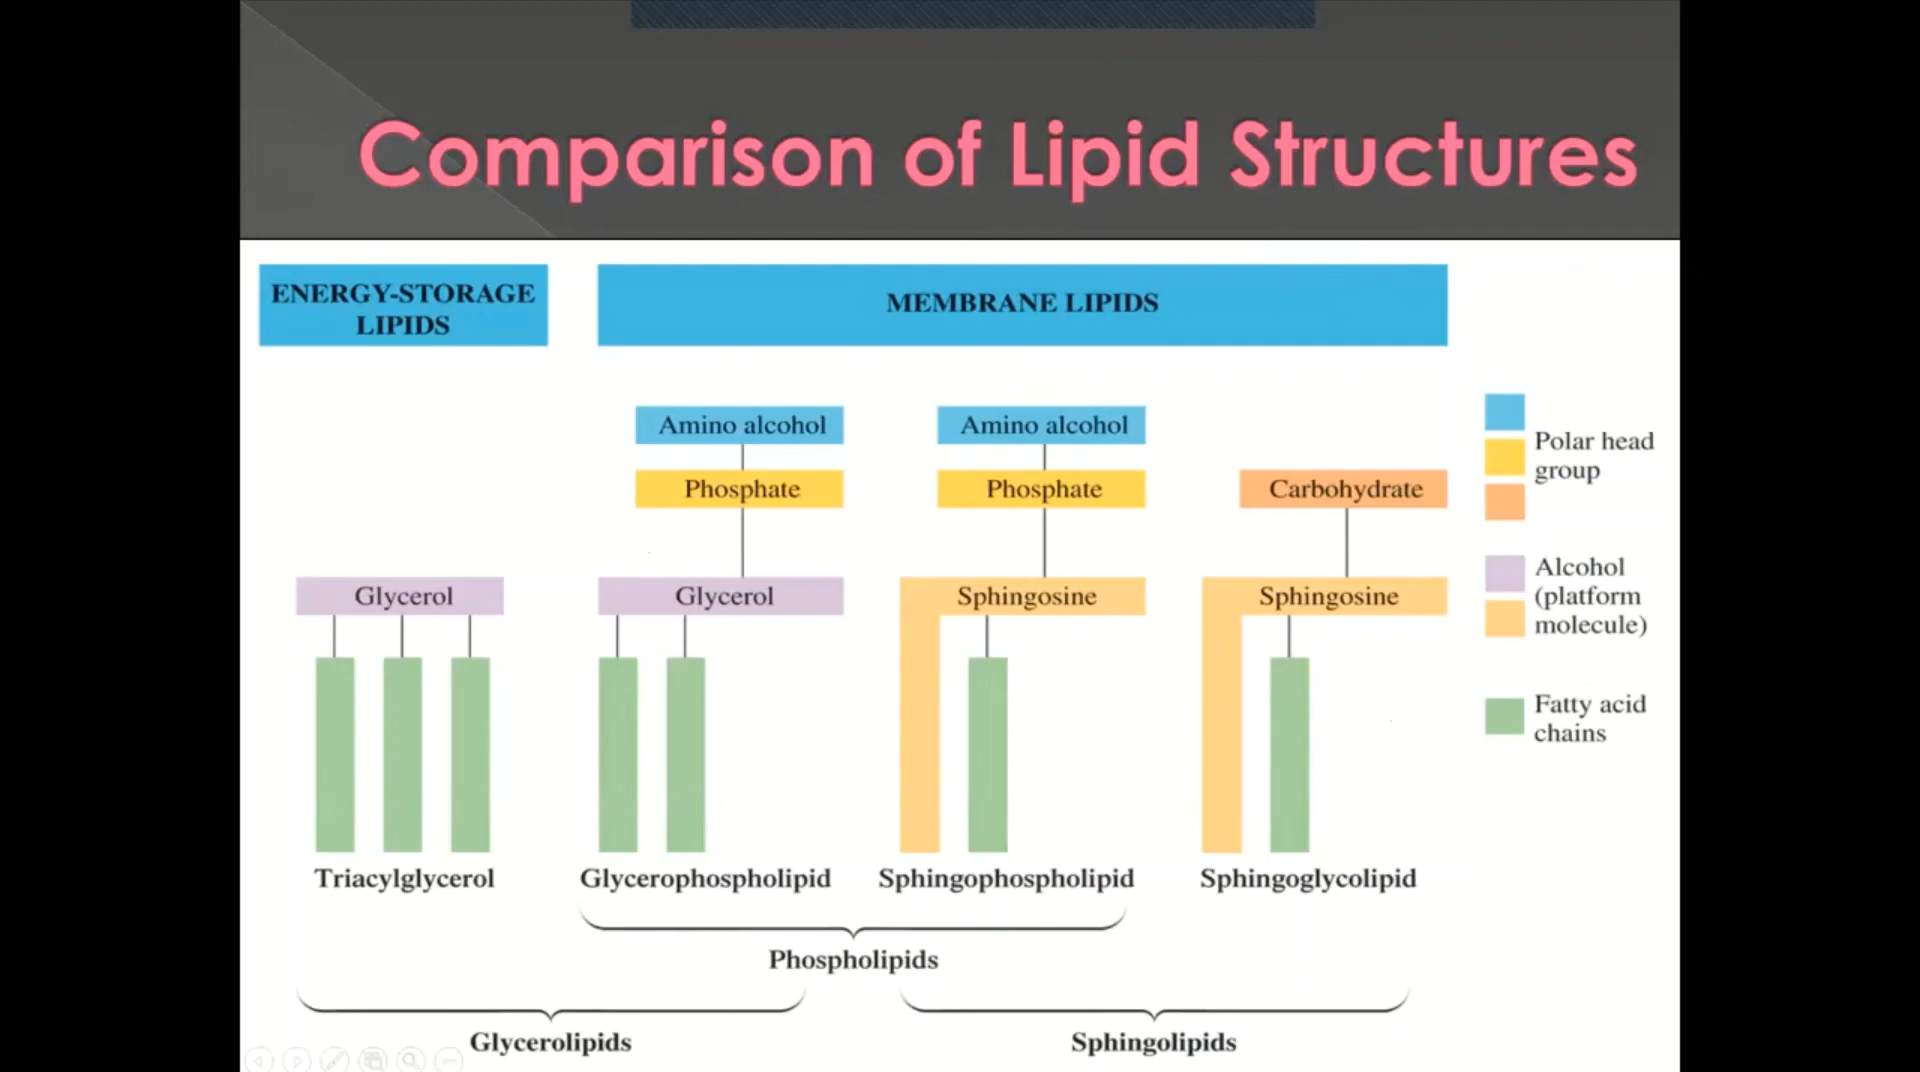 Comparison of Lipid Structures
ENERGY-STORAGE
LIPIDS
MEMBRANE LIPIDS
Amino alcohol
Amino alcohol
Phosphate
Phosphate
Carbohydrate
Polar head
group
Glycerol
Glycerol
Sphingosine
Sphingosine
Alcohol
(platform
molecule)
Fatty acid
chains
Triacylglycerol
Glycerophospholipid
Sphingophospholipid
Sphingoglycolipid
Phospholipids
Glycerolipids
Sphingolipids